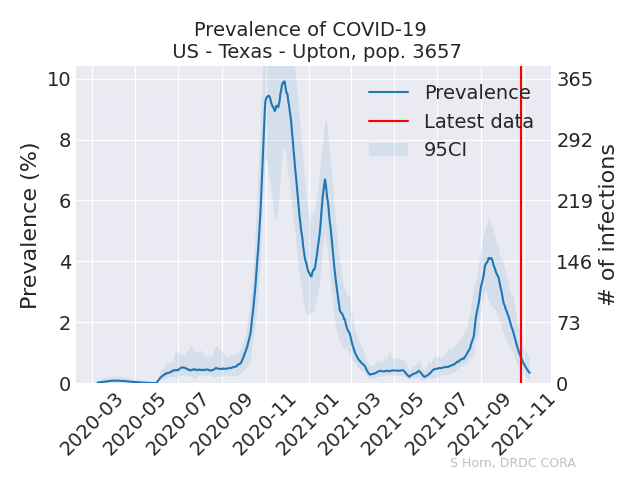 Prevalence of COVID-19
US - Texas - Upton, pop. 3657
Prevalence (%)
10
8
6
4
2
0
Prevalence
Latest data
95CI
365
292
219
146
73
0
# of infections
2020-03
2020-05
2020-07
2020-09
2020-11
2021-01
2021-03
2021-05
2021-07
2021-09
2021-11
S Horn, DRDC CORA